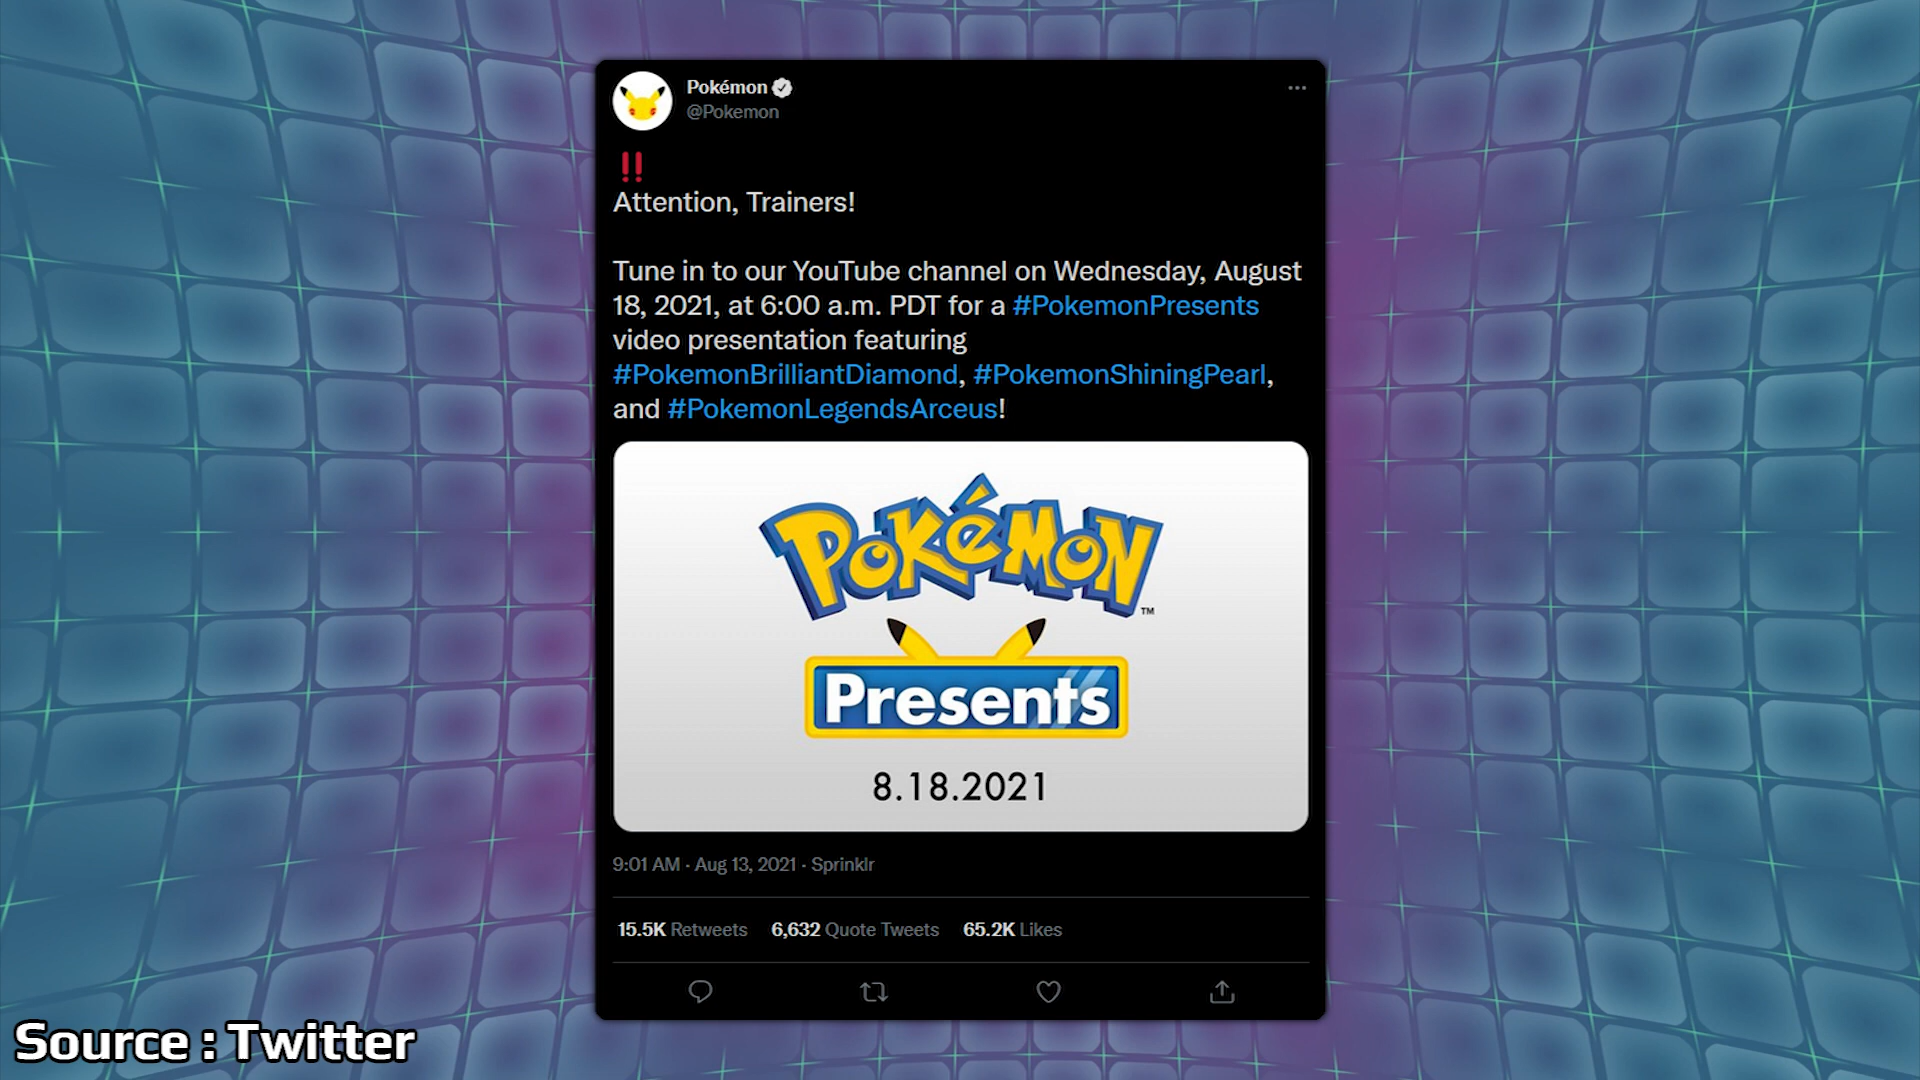 Pokémon
@Pokemon
‼
Attention, Trainers!
Tune in to our YouTube channel on Wednesday, August
18, 2021, at 6:00 a.m. PDT for a #PokemonPresents
video presentation featuring
#PokemonBrilliantDiamond, #PokemonShiningPearl,
and #PokemonLegendsArceus!
POKéMON™
Presents
8.18.2021
9:01 AM · Aug 13, 2021 · Sprinklr
15.5K Retweets 6,632 Quote Tweets 65.2K Likes
Source : Twitter